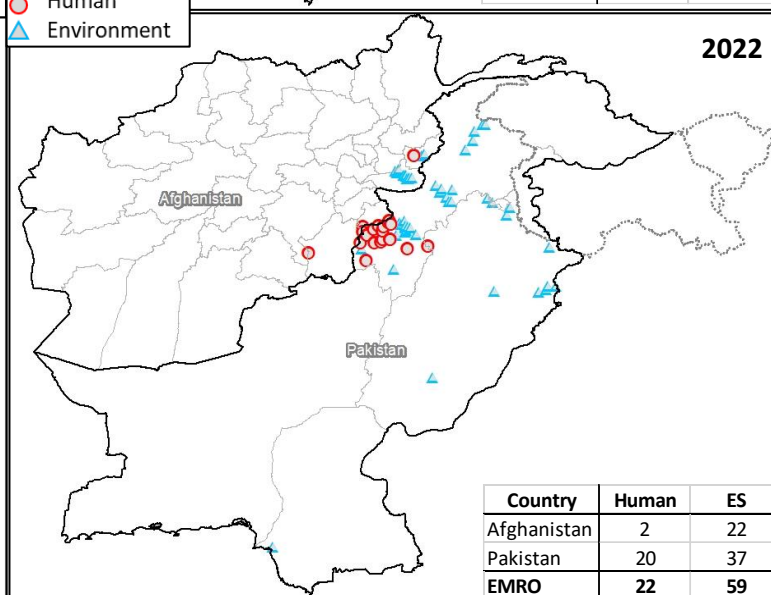 Human
Environment
2022
Afghanistan
Pakistan
Country Human ES
Afghanistan 2 22
Pakistan 20 37
EMRO 22 59